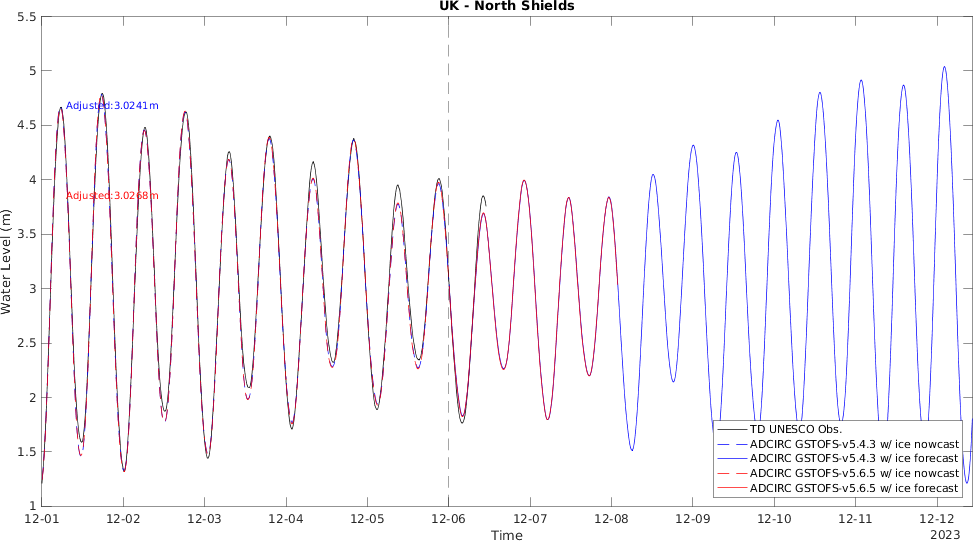 UK - North Shields
5.5
5
4.5
4
3.5
3
2.5
2
1.5
1
Water Level (m)
Adjusted:3.0241m
Adjusted:3.0268m
TD UNESCO Obs.
ADCIRC GSTOFS-v5.4.3 w/ ice nowcast
ADCIRC GSTOFS-v5.4.3 w/ ice forecast
ADCIRC GSTOFS-v5.6.5 w/ ice nowcast
ADCIRC GSTOFS-v5.6.5 w/ ice forecast
12-01 12-02 12-03 12-04 12-05 12-06 12-07 12-08 12-09 12-10 12-11 12-12
2023
Time